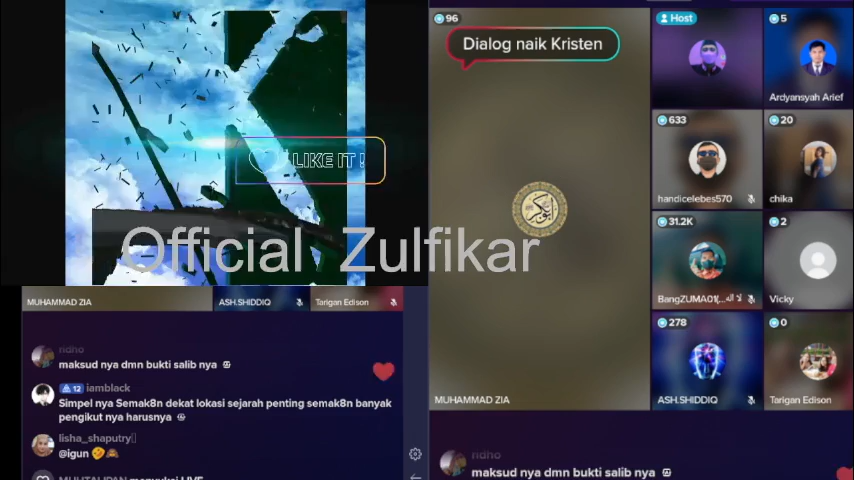 LIKE IT !
Official Zulfikar
MUHAMMAD ZIA
ASH.SHIDDIQ
Tarigan Edison
ridho
maksud nya dmn bukti salib nya
12 iamblack
Simpel nya Semak8n dekat lokasi sejarah penting semak8n banyak
pengikut nya harusnya
lisha_shaputry
@igun
96
Dialog naik Kristen
Host
5
Ardyansyah Arief
633
handicelebes570
20
chika
31.2K
BangZUMA01(
2
Vicky
MUHAMMAD ZIA
278
ASH.SHIDDIQ
0
Tarigan Edison
ridho
maksud nya dmn bukti salib nya